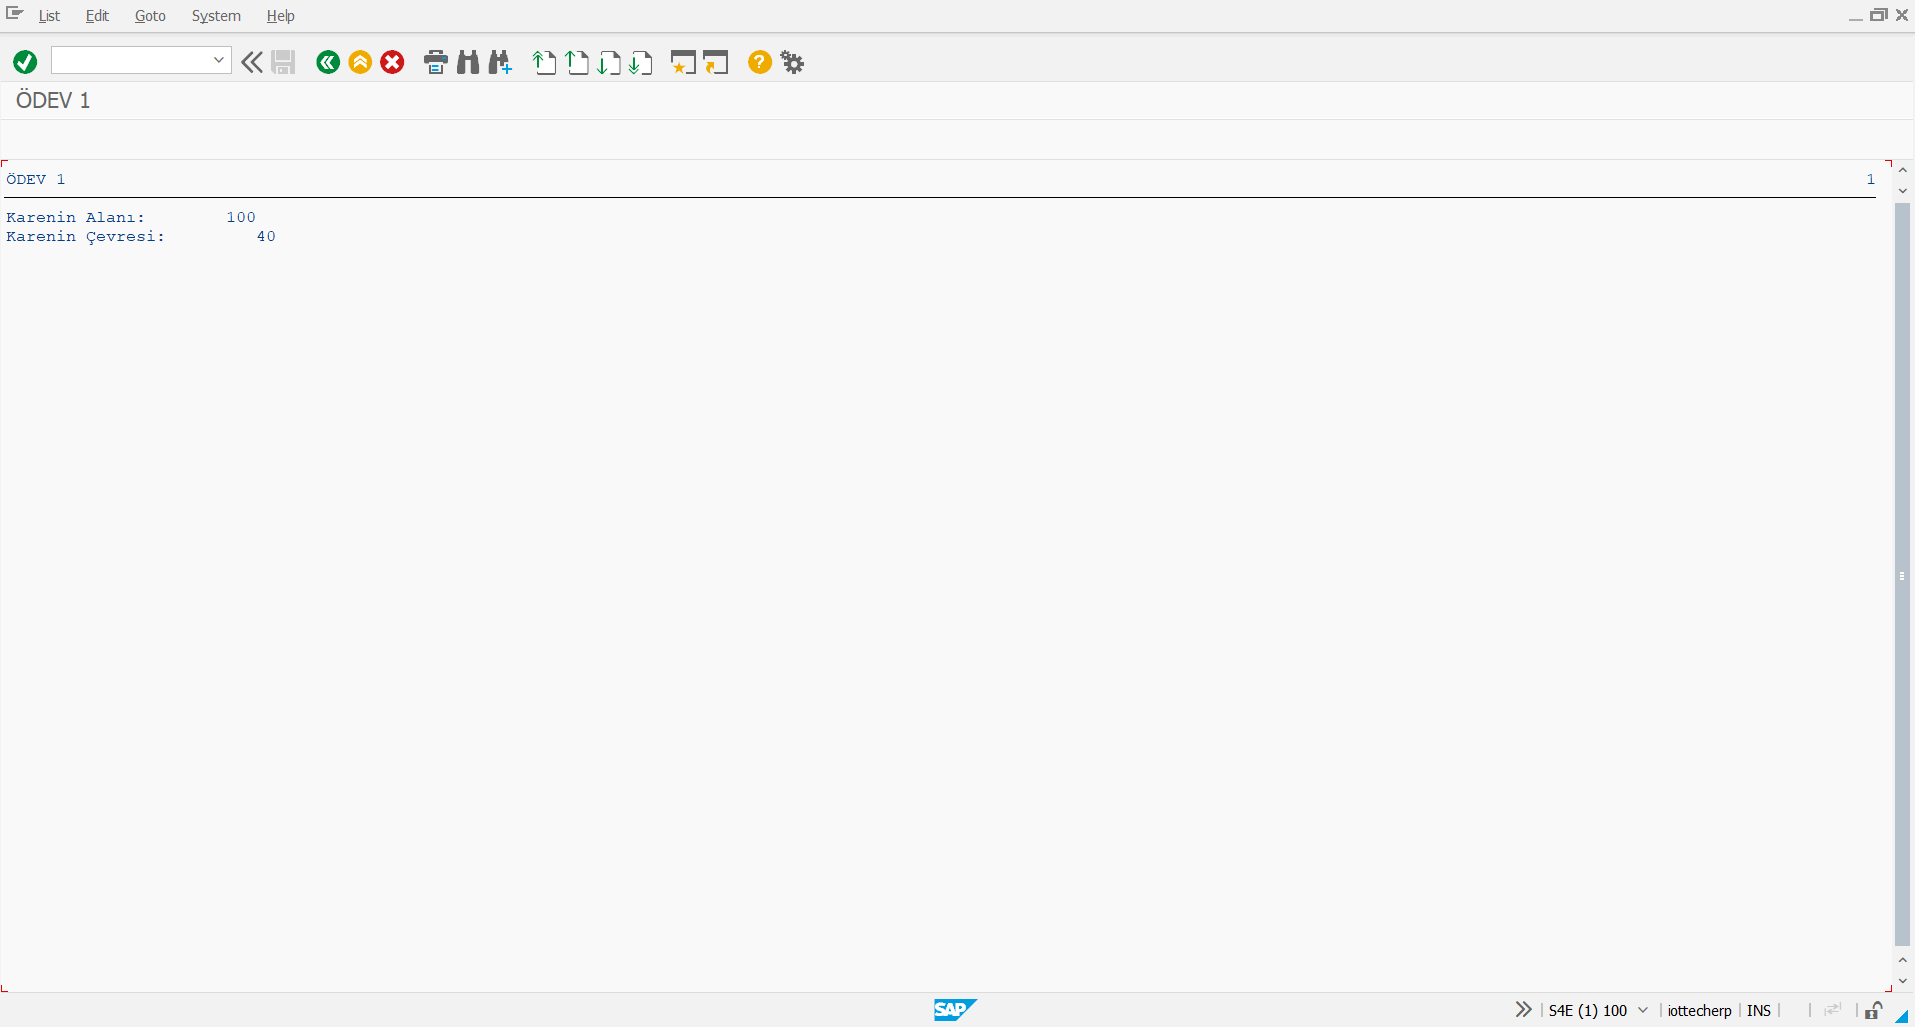 List Edit Goto System Help
ÖDEV 1
ÖDEV 1 1
Karenin Alanı: 100
Karenin Çevresi: 40
SAP S4E (1) 100 iottecherp INS